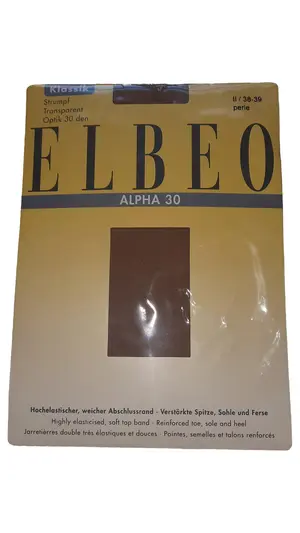 Klassik
Strumpf
Transparent
Optik 30 den
II / 38-39
perle
ELBEO
ALPHA 30
Hochelastischer, weicher Abschlussrand - Verstärkte Spitze, Sohle und Ferse
Highly elasticised, soft top band - Reinforced toe, sole and heel
Jarretières double très élastiques et douces - Pointes, semelles et talons renforcés